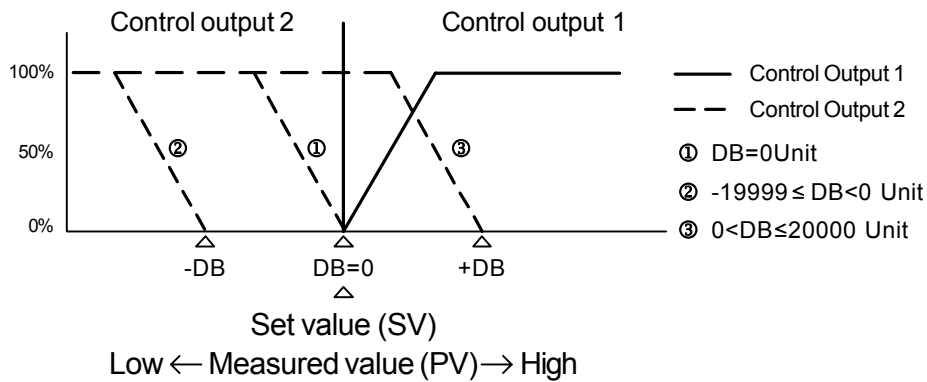 Control output 2 Control output 1
100%
50%
0%
Control Output 1
Control Output 2
① DB=0Unit
② -19999 ≤ DB<0 Unit
③ 0<DB≤20000 Unit
② ① ③
-DB DB=0 +DB
Set value (SV)
Low ← Measured value (PV) → High